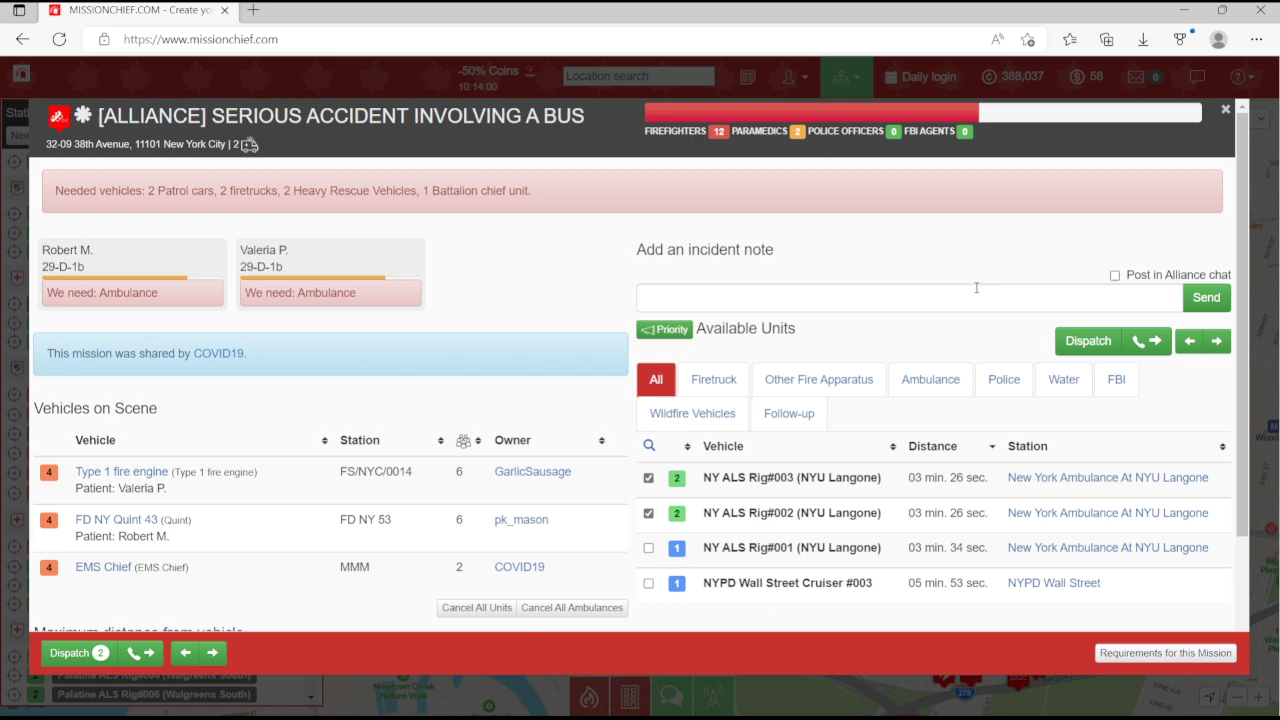 MISSIONCHIEF.COM - Create yo
https://www.missionchief.com
-50% Coins
10:14:00
Location search
Daily login
388,037
58
0
[ALLIANCE] SERIOUS ACCIDENT INVOLVING A BUS
32-09 38th Avenue, 11101 New York City | 2
FIREFIGHTERS 12 PARAMEDICS 2 POLICE OFFICERS 0 FBI AGENTS 0
Needed vehicles: 2 Patrol cars, 2 firetrucks, 2 Heavy Rescue Vehicles, 1 Battalion chief unit.
Robert M.
29-D-1b
We need: Ambulance
Valeria P.
29-D-1b
We need: Ambulance
This mission was shared by COVID19.
Vehicles on Scene
Vehicle Station Owner
4 Type 1 fire engine (Type 1 fire engine) FS/NYC/0014 6 GarlicSausage
Patient: Valeria P.
4 FD NY Quint 43 (Quint) FD NY 53 6 pk_mason
Patient: Robert M.
4 EMS Chief (EMS Chief) MMM 2 COVID19
Cancel All Units Cancel All Ambulances
Maximum distance from vehicle:
Add an incident note
Post in Alliance chat
Send
Priority Available Units
Dispatch
All Firetruck Other Fire Apparatus Ambulance Police Water FBI
Wildfire Vehicles Follow-up
Vehicle Distance Station
2 NY ALS Rig#003 (NYU Langone) 03 min. 26 sec. New York Ambulance At NYU Langone
2 NY ALS Rig#002 (NYU Langone) 03 min. 26 sec. New York Ambulance At NYU Langone
1 NY ALS Rig#001 (NYU Langone) 03 min. 34 sec. New York Ambulance At NYU Langone
1 NYPD Wall Street Cruiser #003 05 min. 53 sec. NYPD Wall Street
Dispatch 2
Requirements for this Mission
2 Palatine ALS Rig#004 (Walgreens South)
2 Palatine ALS Rig#006 (Walgreens South)
Newtown Creek
Nature Walk
278